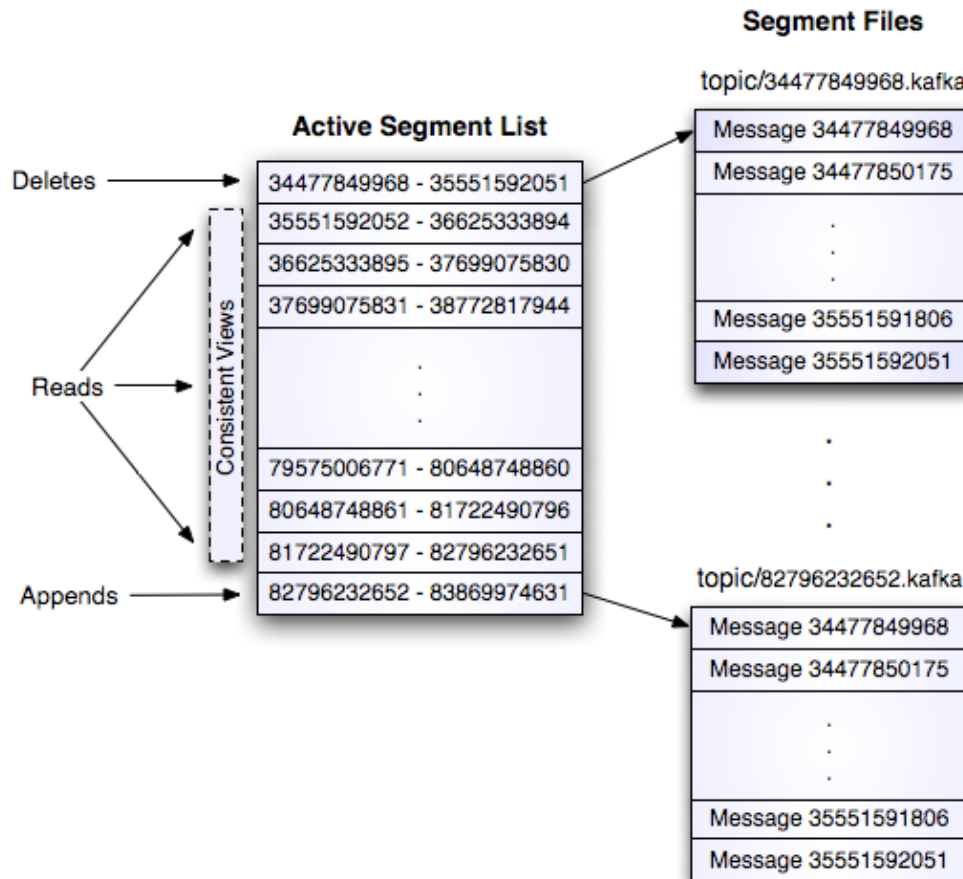 Segment Files
topic/34477849968.kafka
Active Segment List
Message 34477849968
Deletes
34477849968 - 35551592051
Message 34477850175
35551592052 - 36625333894
36625333895 - 37699075830
37699075831 - 38772817944
Message 35551591806
Message 35551592051
Reads
Consistent Views
79575006771 - 80648748860
80648748861 - 81722490796
81722490797 - 82796232651
topic/82796232652.kafka
Appends
82796232652 - 83869974631
Message 34477849968
Message 34477850175
Message 35551591806
Message 35551592051